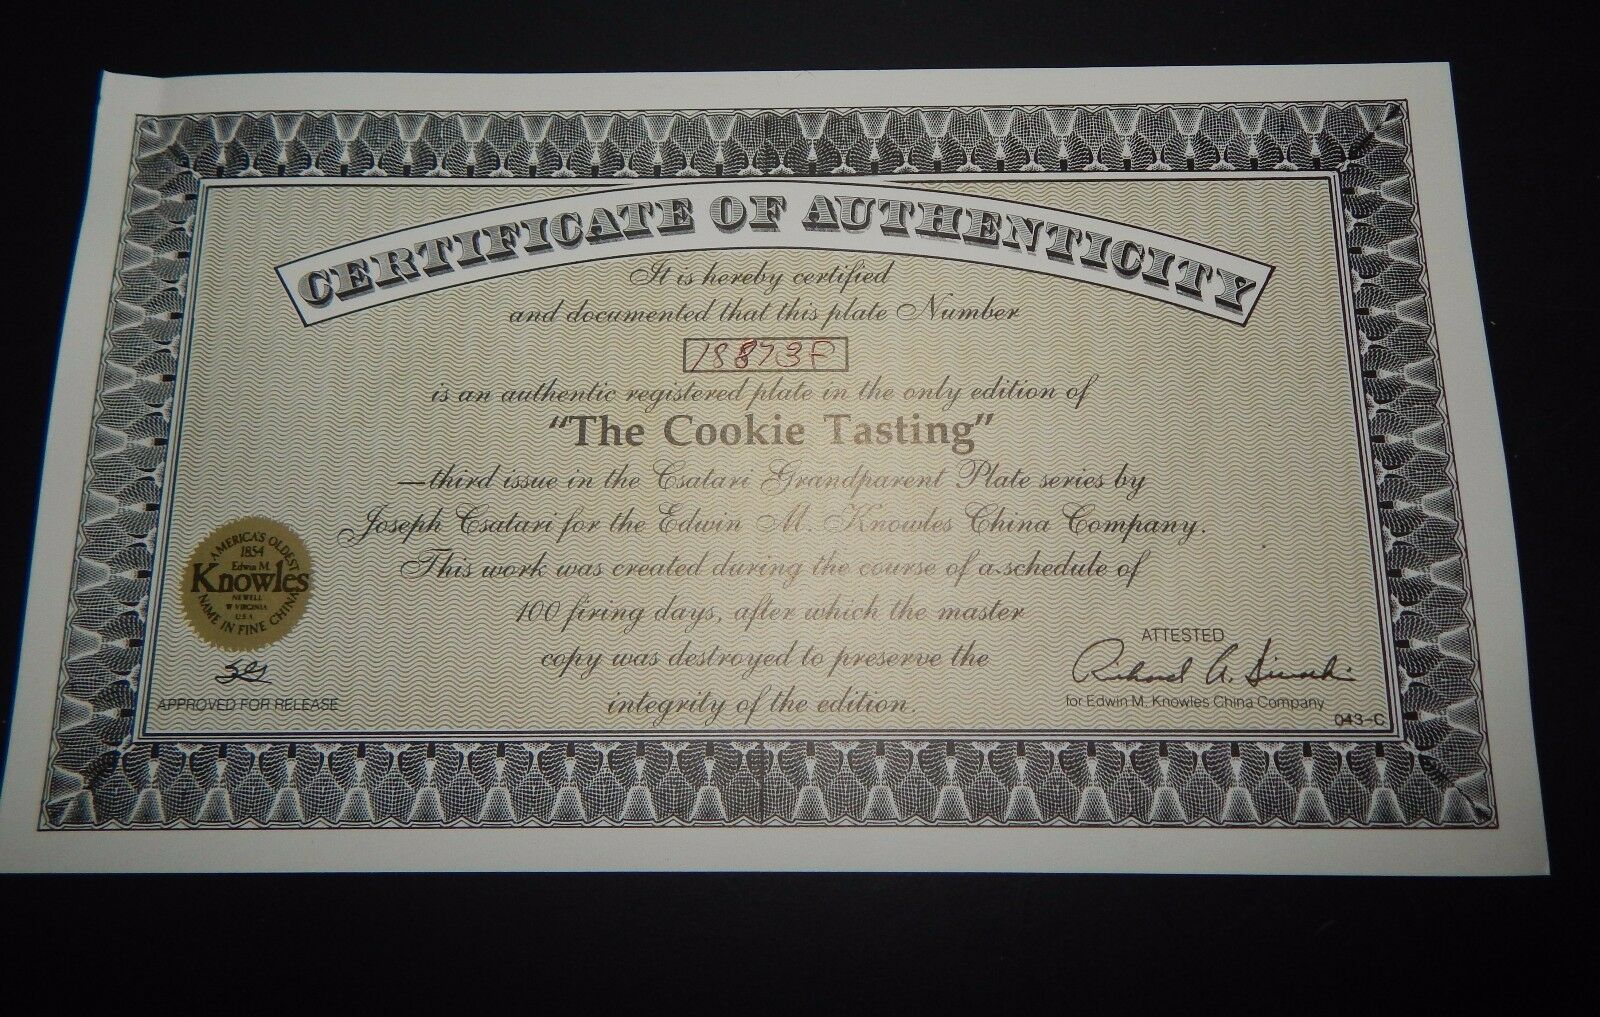 CERTIFICATE OF AUTHENTICITY
It is hereby certified
and documented that this plate Number
18873F
is an authentic registered plate in the only edition of
"The Cookie Tasting"
—third issue in the Csatari Grandparent Plate series by
Joseph Csatari for the Edwin M. Knowles China Company.
This work was created during the course of a schedule of
100 firing days, after which the master
copy was destroyed to preserve the
integrity of the edition.
AMERICA'S OLDEST
1854
Edwin M.
Knowles
NEWELL
W VIRGINIA
U.S.A.
NAME IN FINE CHINA
APPROVED FOR RELEASE
ATTESTED
Richard A.
for Edwin M. Knowles China Company
043-C